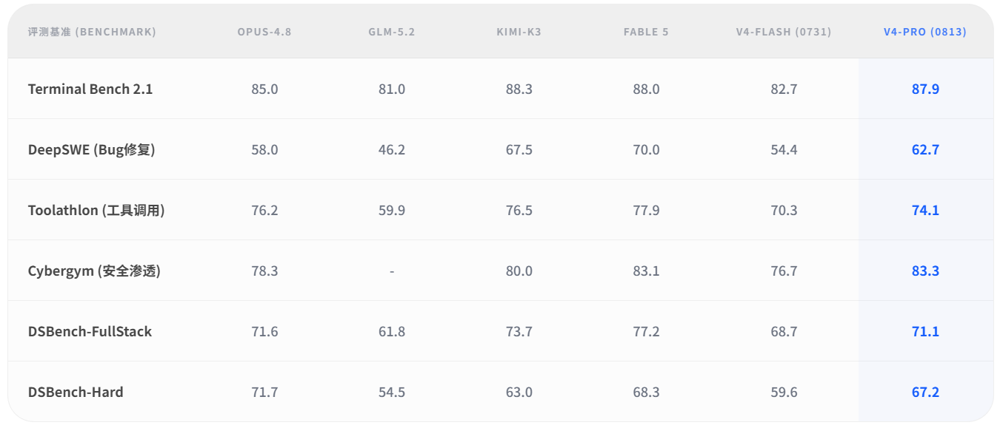 评测基准 (BENCHMARK) OPUS-4.8 GLM-5.2 KIMI-K3 FABLE 5 V4-FLASH (0731) V4-PRO (0813)
Terminal Bench 2.1 85.0 81.0 88.3 88.0 82.7 87.9
DeepSWE (Bug修复) 58.0 46.2 67.5 70.0 54.4 62.7
Toolathlon (工具调用) 76.2 59.9 76.5 77.9 70.3 74.1
Cybergym (安全渗透) 78.3 - 80.0 83.1 76.7 83.3
DSBench-FullStack 71.6 61.8 73.7 77.2 68.7 71.1
DSBench-Hard 71.7 54.5 63.0 68.3 59.6 67.2